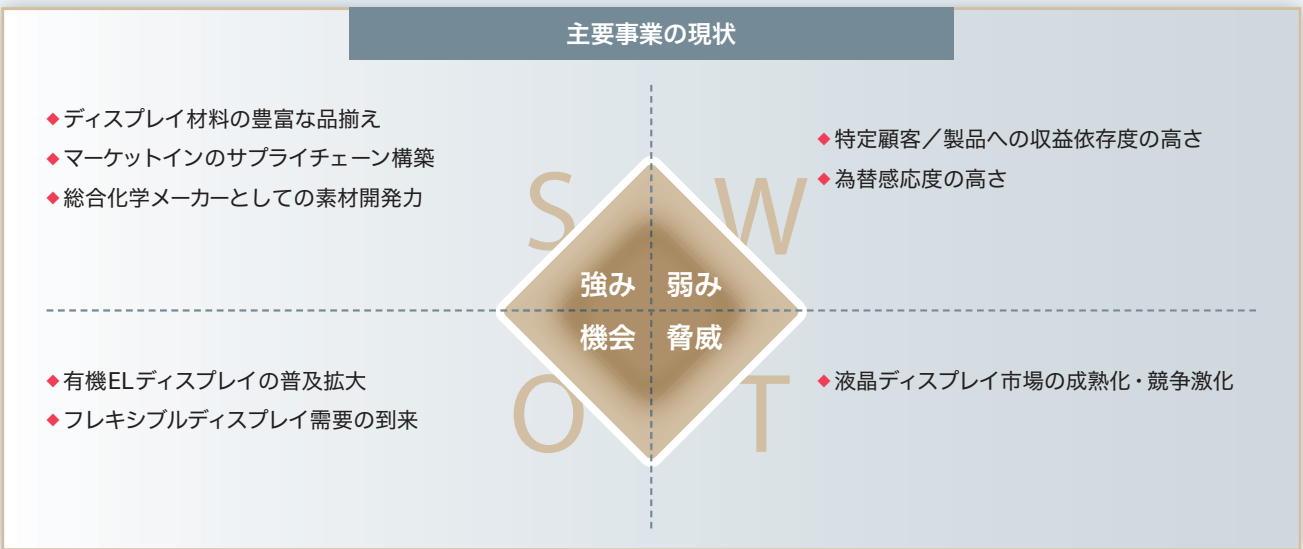 主要事業の現状
◆ディスプレイ材料の豊富な品揃え
◆マーケットインのサプライチェーン構築
◆総合化学メーカーとしての素材開発力
◆特定顧客／製品への収益依存度の高さ
◆為替感応度の高さ
S W
強み 弱み
機会 脅威
O T
◆有機ELディスプレイの普及拡大
◆フレキシブルディスプレイ需要の到来
◆液晶ディスプレイ市場の成熟化・競争激化